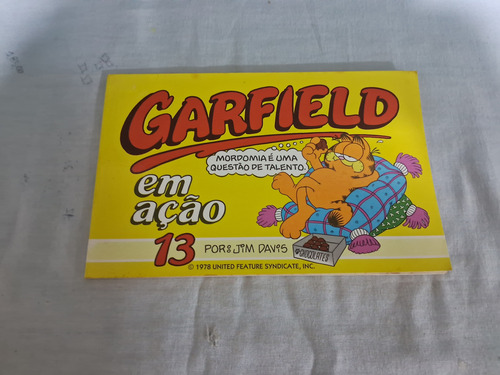 GARFIELD
MORDOMIA É UMA
QUESTÃO DE TALENTO.
em
ação
13
POR: JIM DAVIS
CHOCOLATES
© 1978 UNITED FEATURE SYNDICATE, INC.